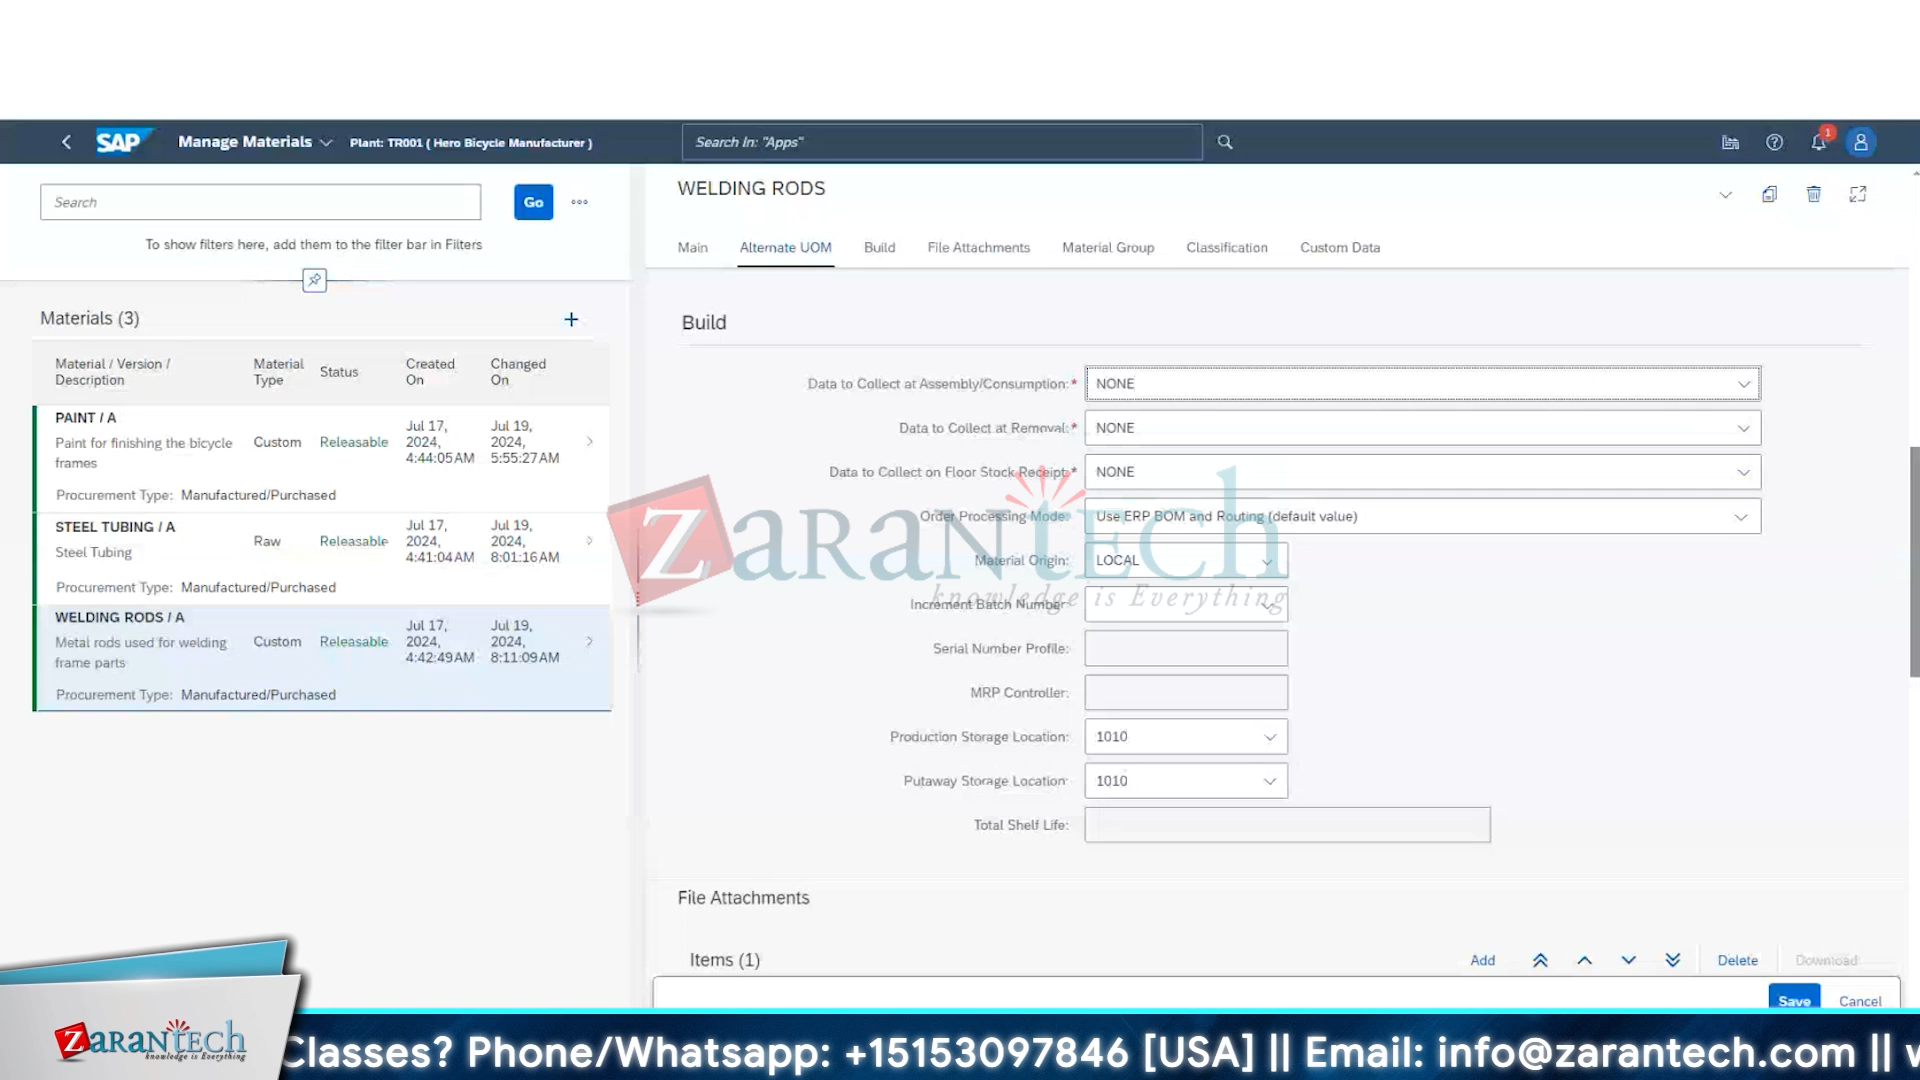 SAP
Manage Materials
Plant: TR001 ( Hero Bicycle Manufacturer )
Search In: "Apps"
1
Search
Go
To show filters here, add them to the filter bar in Filters
Materials (3)
Material / Version / Description
Material Type
Status
Created On
Changed On
PAINT / A
Paint for finishing the bicycle frames
Custom
Releasable
Jul 17, 2024, 4:44:05 AM
Jul 19, 2024, 5:55:27 AM
Procurement Type: Manufactured/Purchased
STEEL TUBING / A
Steel Tubing
Raw
Releasable
Jul 17, 2024, 4:41:04 AM
Jul 19, 2024, 8:01:16 AM
Procurement Type: Manufactured/Purchased
WELDING RODS / A
Metal rods used for welding frame parts
Custom
Releasable
Jul 17, 2024, 4:42:49 AM
Jul 19, 2024, 8:11:09 AM
Procurement Type: Manufactured/Purchased
WELDING RODS
Main Alternate UOM Build File Attachments Material Group Classification Custom Data
Build
Data to Collect at Assembly/Consumption:* NONE
Data to Collect at Removal:* NONE
Data to Collect on Floor Stock Receipt:* NONE
Order Processing Mode: Use ERP BOM and Routing (default value)
Material Origin: LOCAL
Increment Batch Number:
Serial Number Profile:
MRP Controller:
Production Storage Location: 1010
Putaway Storage Location: 1010
Total Shelf Life:
File Attachments
Items (1)
Add Delete Download
Save Cancel
ZaranTech
knowledge is Everything
ZaranTech
knowledge is Everything
Classes? Phone/Whatsapp: +15153097846 [USA] || Email: info@zarantech.com || w